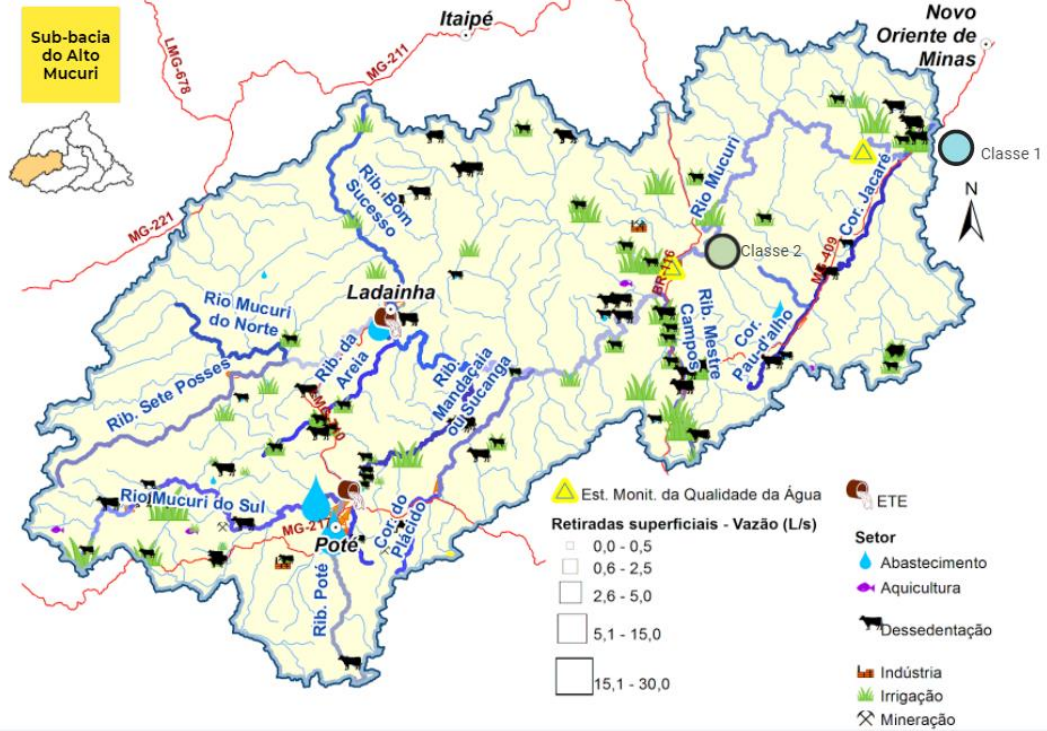 Sub-bacia
do Alto
Mucuri
Itaipé
Novo
Oriente de
Minas
LMG-678
MG-211
MG-221
Rib. Bom
Sucesso
Rio Mucuri
Cor. Jacaré
Classe 1
N
Classe 2
BR-116
MG-409
Ladainha
Rio Mucuri
do Norte
Rib. da
Areia
Rib.
Mandaçaia
ou Sucanga
Rib. Mestre
Campos
Cor.
Pau-d'alho
Rib. Sete Posses
Rio Mucuri do Sul
MG-217
Poté
Cor. do
Plácido
Rib. Poté
Est. Monit. da Qualidade da Água
ETE
Retiradas superficiais - Vazão (L/s)
0,0 - 0,5
0,6 - 2,5
2,6 - 5,0
5,1 - 15,0
15,1 - 30,0
Setor
Abastecimento
Aquicultura
Dessedentação
Indústria
Irrigação
Mineração